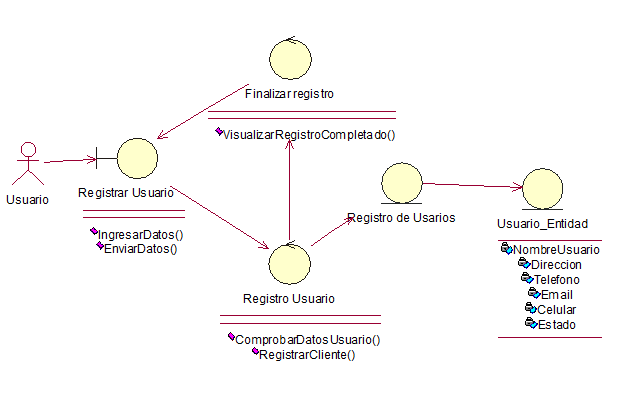 Finalizar registro
VisualizarRegistroCompletado()
Usuario
Registrar Usuario
IngresarDatos()
EnviarDatos()
Registro Usuario
ComprobarDatosUsuario()
RegistrarCliente()
Registro de Usarios
Usuario_Entidad
NombreUsuario
Direccion
Telefono
Email
Celular
Estado